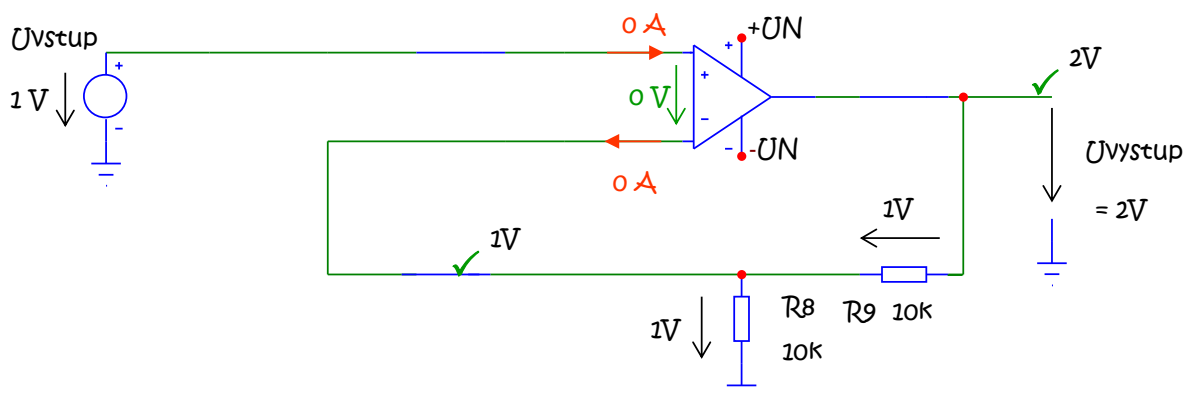 Uvstup
+
1 V
−
0 A
+
+UN
+
0 V
−
−
-UN
0 A
2V
Uvystup
= 2V
1V
1V
1V
R8
10k
R9 10k